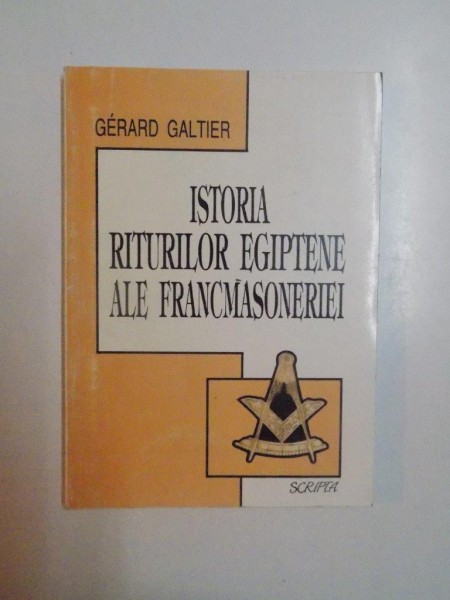 GÉRARD GALTIER
ISTORIA
RITURILOR EGIPTENE
ALE FRANCMASONERIEI
SCRIPTA